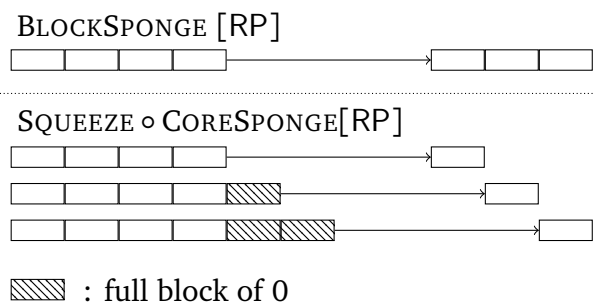 BLOCKSPONGE [RP]
SQUEEZE ∘ CORESPONGE[RP]
: full block of 0